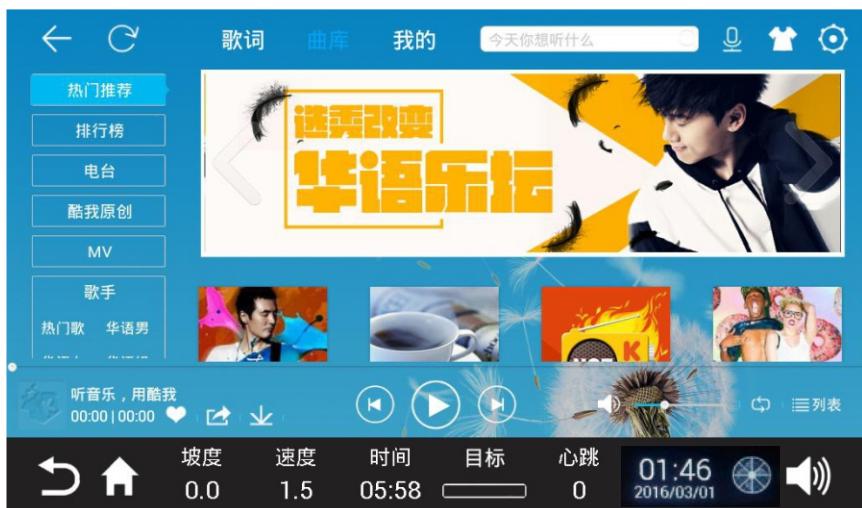 歌词 曲库 我的 今天你想听什么
热门推荐
排行榜
电台
酷我原创
MV
歌手
热门歌 华语男
选秀改变
华语乐坛
HOT K
听音乐，用酷我
00:00 | 00:00
列表
坡度 速度 时间 目标 心跳
0.0 1.5 05:58 0
01:46
2016/03/01